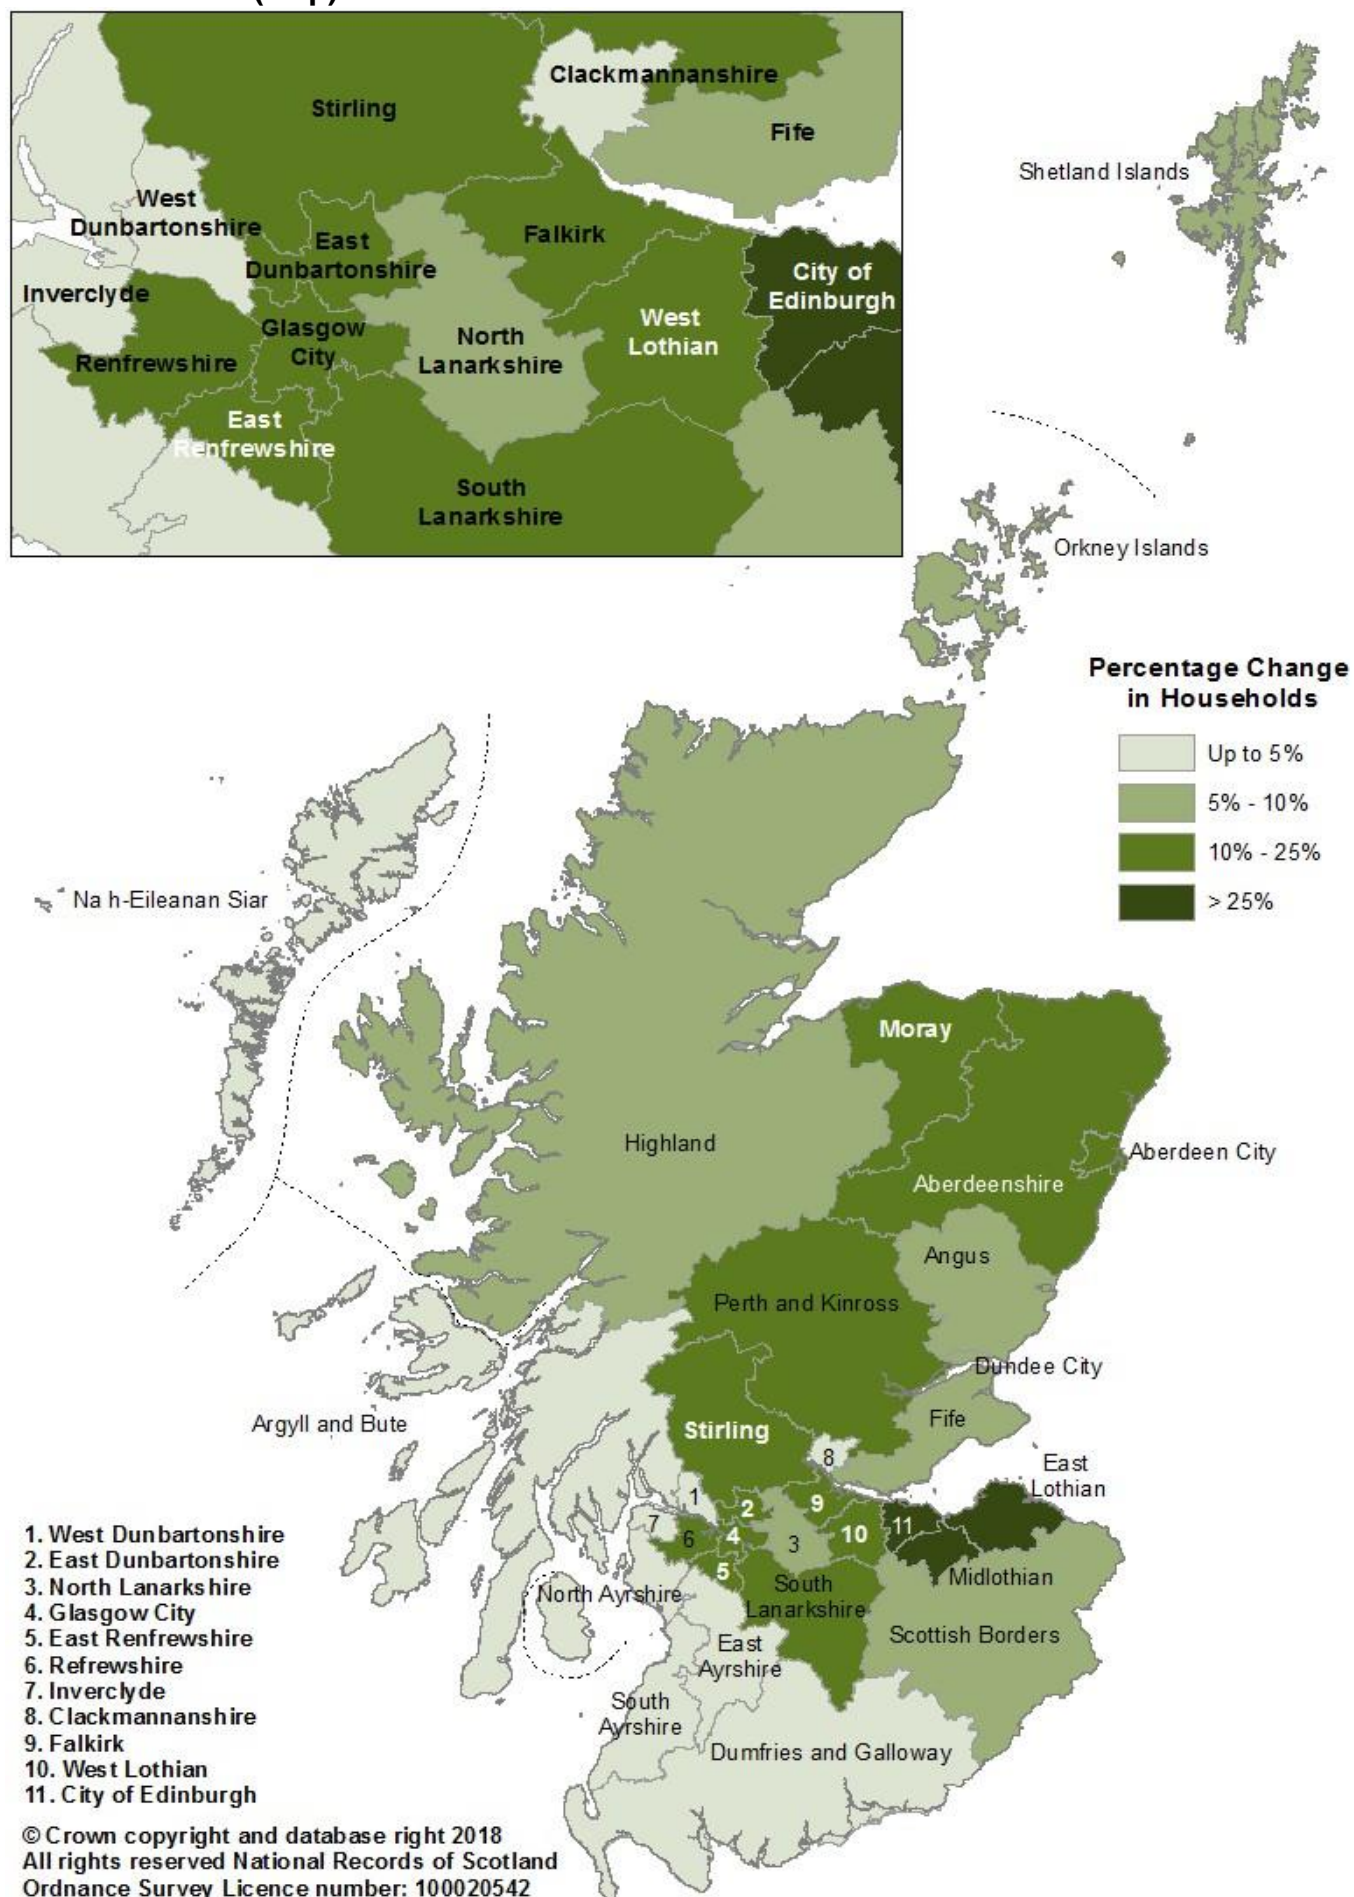 Clackmannanshire
Stirling
Fife
West
Dunbartonshire
East
Dunbartonshire
Falkirk
City of
Edinburgh
Inverclyde
Glasgow
City
North
Lanarkshire
West
Lothian
Renfrewshire
East
Renfrewshire
South
Lanarkshire
Shetland Islands
Orkney Islands
Percentage Change
in Households
Up to 5%
5% - 10%
10% - 25%
> 25%
Na h-Eileanan Siar
Moray
Highland
Aberdeen City
Aberdeenshire
Angus
Perth and Kinross
Dundee City
Argyll and Bute
Fife
Stirling
8
East
Lothian
1
2
9
7
6
4
3
10
11
5
North Ayrshire
South
Lanarkshire
Midlothian
Scottish Borders
East
Ayrshire
South
Ayrshire
Dumfries and Galloway
1. West Dunbartonshire
2. East Dunbartonshire
3. North Lanarkshire
4. Glasgow City
5. East Renfrewshire
6. Refrewshire
7. Inverclyde
8. Clackmannanshire
9. Falkirk
10. West Lothian
11. City of Edinburgh
© Crown copyright and database right 2018
All rights reserved National Records of Scotland
Ordnance Survey Licence number: 100020542